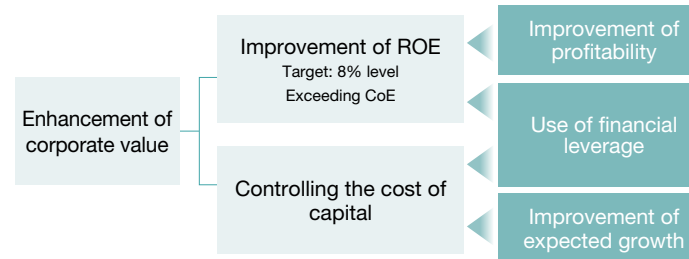 Enhancement of
corporate value
Improvement of ROE
Target: 8% level
Exceeding CoE
Controlling the cost of
capital
Improvement of
profitability
Use of financial
leverage
Improvement of
expected growth